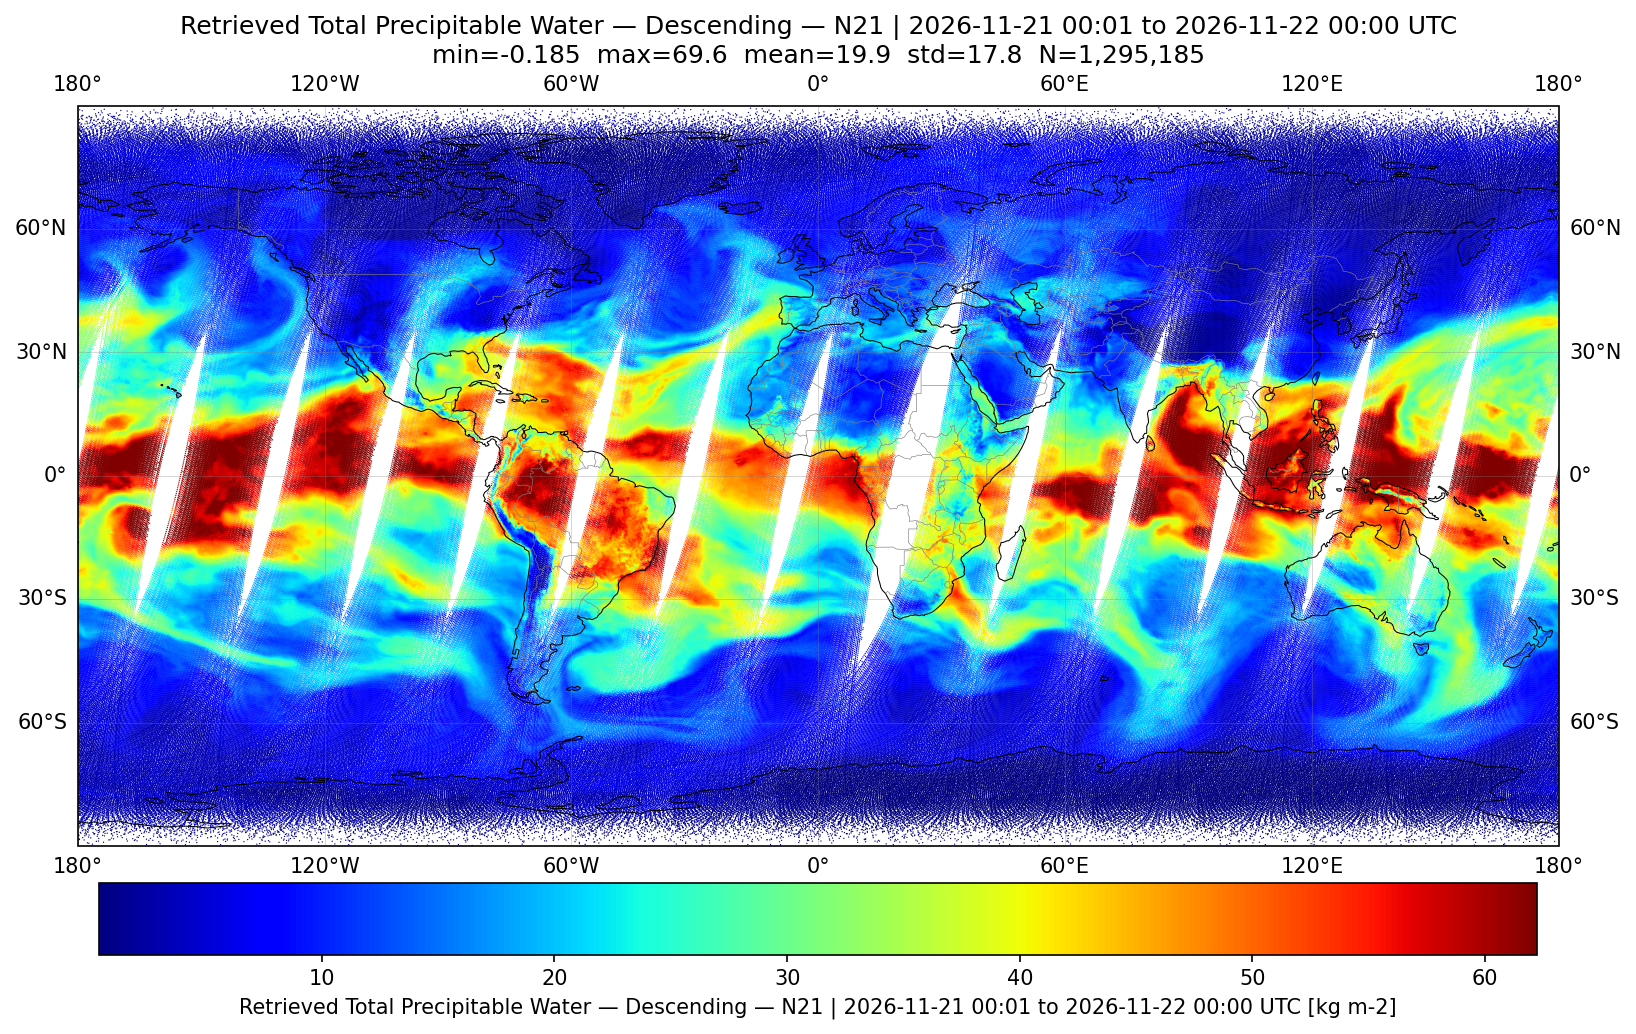 Retrieved Total Precipitable Water — Descending — N21 | 2026-11-21 00:01 to 2026-11-22 00:00 UTC
min=-0.185 max=69.6 mean=19.9 std=17.8 N=1,295,185
180° 120°W 60°W 0° 60°E 120°E 180°
60°N 60°N
30°N 30°N
0° 0°
30°S 30°S
60°S 60°S
180° 120°W 60°W 0° 60°E 120°E 180°
10 20 30 40 50 60
Retrieved Total Precipitable Water — Descending — N21 | 2026-11-21 00:01 to 2026-11-22 00:00 UTC [kg m-2]